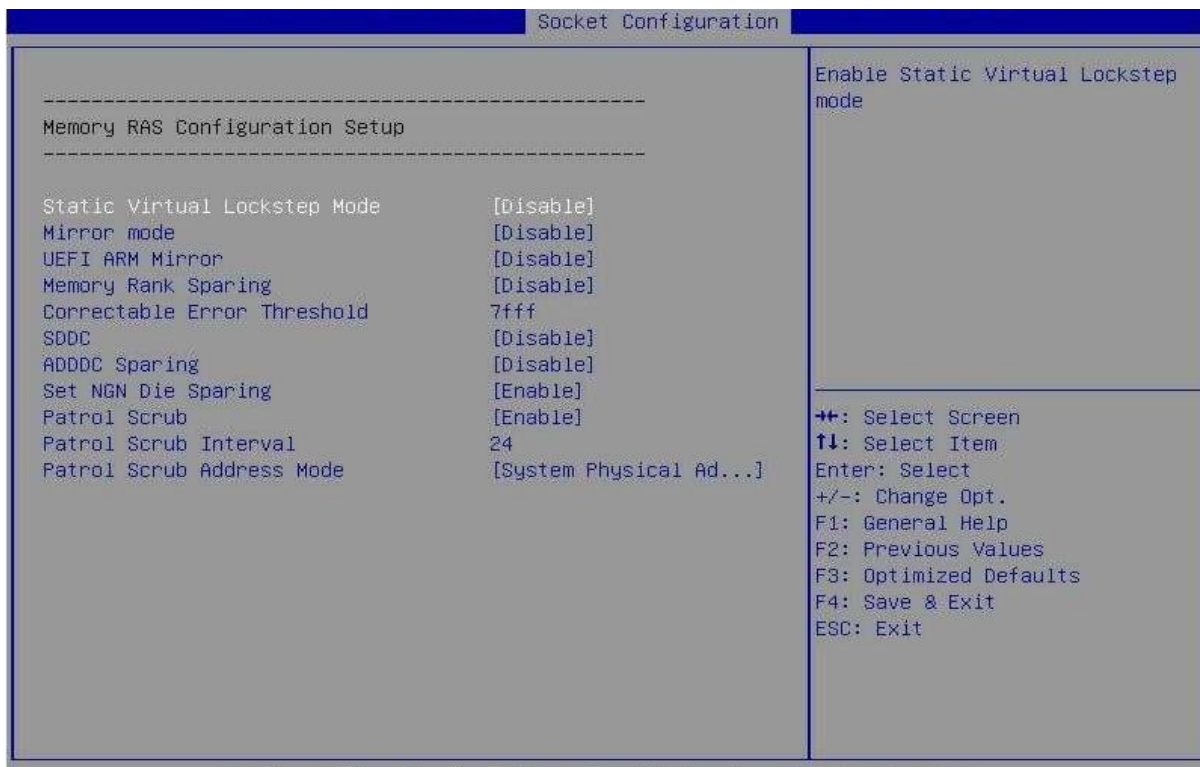 Socket Configuration
--------------------------------------------------
Memory RAS Configuration Setup
--------------------------------------------------
Static Virtual Lockstep Mode [Disable]
Mirror mode [Disable]
UEFI ARM Mirror [Disable]
Memory Rank Sparing [Disable]
Correctable Error Threshold 7fff
SDDC [Disable]
ADDDC Sparing [Disable]
Set NGN Die Sparing [Enable]
Patrol Scrub [Enable]
Patrol Scrub Interval 24
Patrol Scrub Address Mode [System Physical Ad...]
Enable Static Virtual Lockstep
mode
→←: Select Screen
↑↓: Select Item
Enter: Select
+/-: Change Opt.
F1: General Help
F2: Previous Values
F3: Optimized Defaults
F4: Save & Exit
ESC: Exit